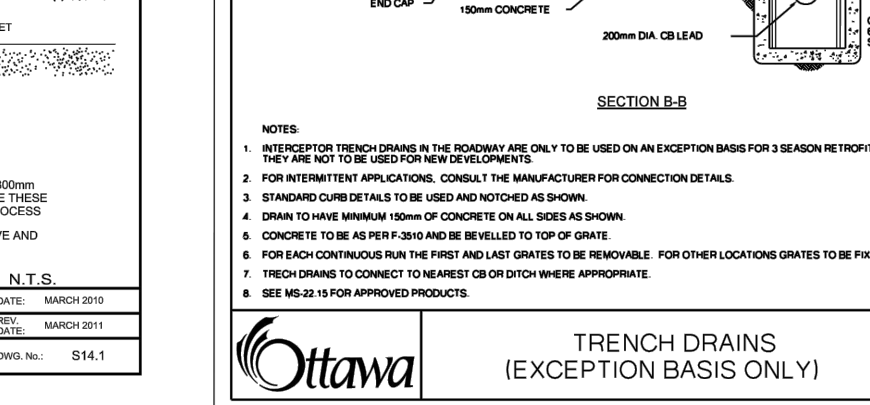 ET
300mm
E THESE
OCESS
VE AND
N.T.S.
DATE: MARCH 2010
REV.
DATE: MARCH 2011
DWG. No.: S14.1
END CAP
150mm CONCRETE
200mm DIA. CB LEAD
SECTION B-B
NOTES:
1. INTERCEPTOR TRENCH DRAINS IN THE ROADWAY ARE ONLY TO BE USED ON AN EXCEPTION BASIS FOR 3 SEASON RETROFIT
THEY ARE NOT TO BE USED FOR NEW DEVELOPMENTS.
2. FOR INTERMITTENT APPLICATIONS, CONSULT THE MANUFACTURER FOR CONNECTION DETAILS.
3. STANDARD CURB DETAILS TO BE USED AND NOTCHED AS SHOWN.
4. DRAIN TO HAVE MINIMUM 150mm OF CONCRETE ON ALL SIDES AS SHOWN.
5. CONCRETE TO BE AS PER F-3510 AND BE BEVELLED TO TOP OF GRATE.
6. FOR EACH CONTINUOUS RUN THE FIRST AND LAST GRATES TO BE REMOVABLE. FOR OTHER LOCATIONS GRATES TO BE FIX
7. TRECH DRAINS TO CONNECT TO NEAREST CB OR DITCH WHERE APPROPRIATE.
8. SEE MS-22.15 FOR APPROVED PRODUCTS.
Ottawa
TRENCH DRAINS
(EXCEPTION BASIS ONLY)